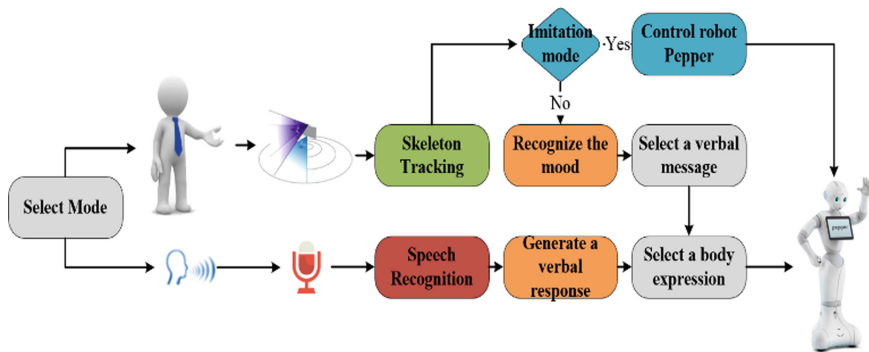 Imitation
mode
Yes
Control robot
Pepper
No
Skeleton
Tracking
Recognize the
mood
Select a verbal
message
Select Mode
pepper
Speech
Recognition
Generate a
verbal
response
Select a body
expression